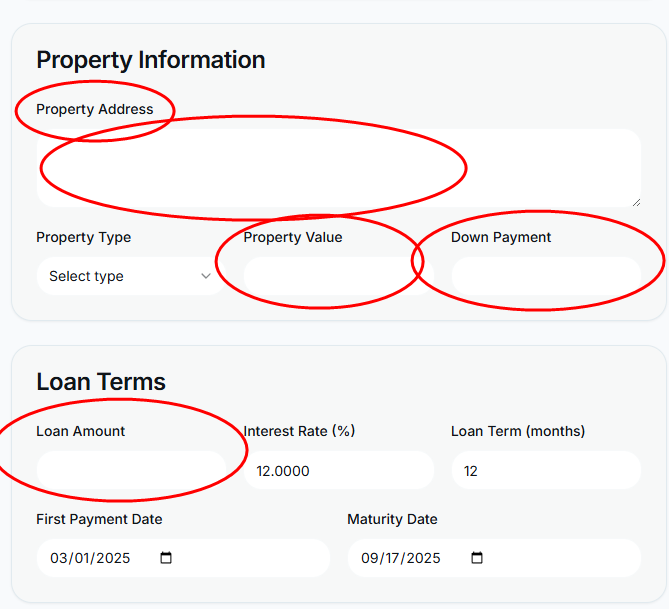 Property Information
Property Address
Property Type Property Value Down Payment
Select type
Loan Terms
Loan Amount Interest Rate (%) Loan Term (months)
12.0000 12
First Payment Date Maturity Date
03/01/2025 09/17/2025